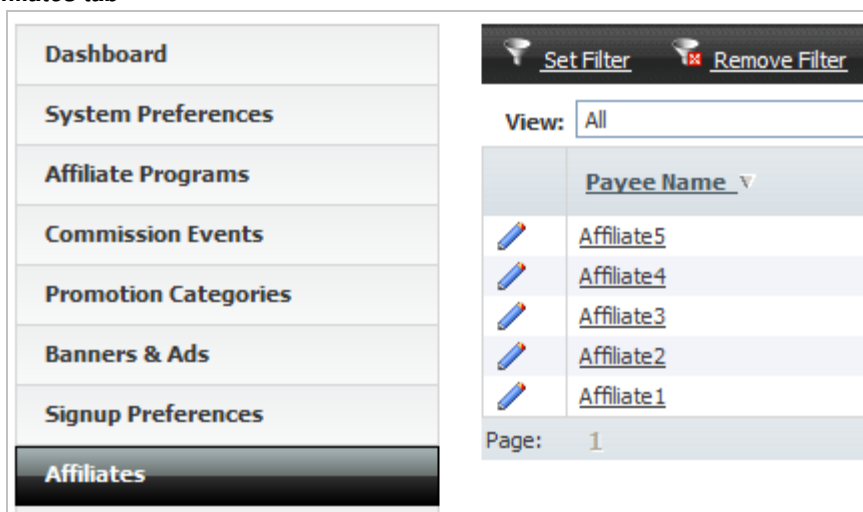 Dashboard
System Preferences
Affiliate Programs
Commission Events
Promotion Categories
Banners & Ads
Signup Preferences
Affiliates
Set Filter Remove Filter
View: All
Payee Name
Affiliate5
Affiliate4
Affiliate3
Affiliate2
Affiliate1
Page: 1